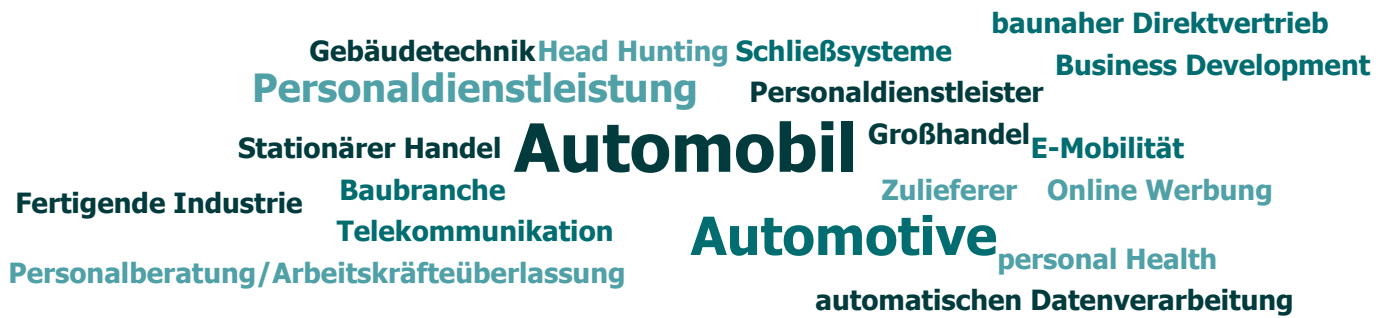 baunaher Direktvertrieb
Gebäudetechnik Head Hunting Schließsysteme
Business Development
Personaldienstleistung Personaldienstleister
Stationärer Handel Automobil Großhandel E-Mobilität
Fertigende Industrie Baubranche Zulieferer Online Werbung
Telekommunikation Automotive
personal Health
Personalberatung/Arbeitskräfteüberlassung
automatischen Datenverarbeitung